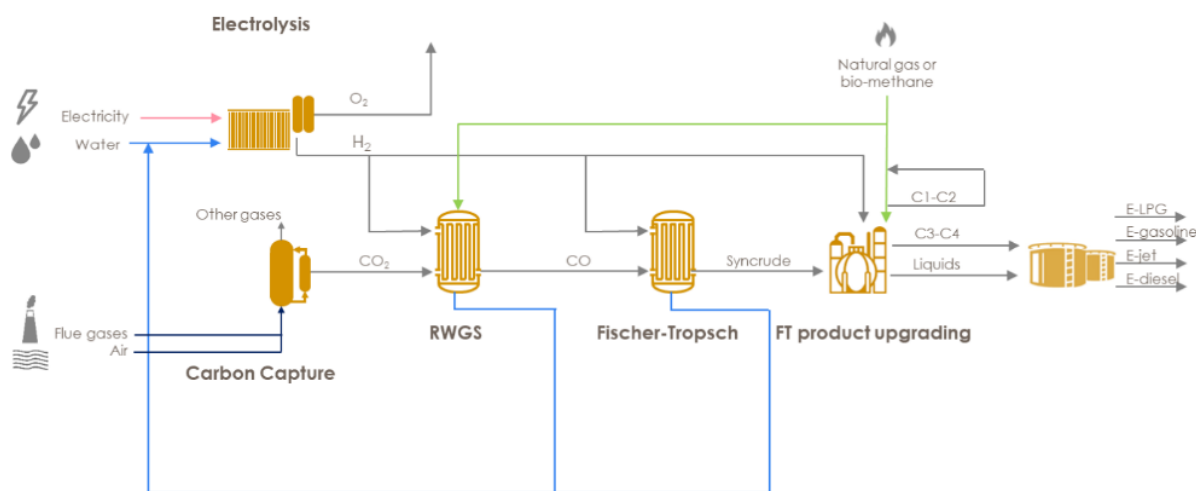 Electrolysis
Natural gas or
bio-methane
O₂
Electricity
Water
H₂
C1-C2
Other gases
E-LPG
E-gasoline
C3-C4
CO₂
CO
Syncrude
Liquids
E-jet
E-diesel
Flue gases
Air
RWGS
Fischer-Tropsch
FT product upgrading
Carbon Capture